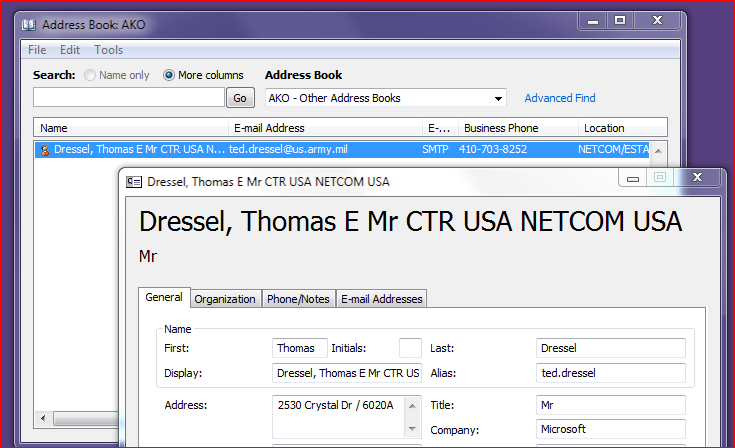 Address Book: AKO
File Edit Tools
Search: Name only More columns Address Book
Go AKO - Other Address Books Advanced Find
Name E-mail Address E-... Business Phone Location
Dressel, Thomas E Mr CTR USA N... ted.dressel@us.army.mil SMTP 410-703-8252 NETCOM/ESTA
Dressel, Thomas E Mr CTR USA NETCOM USA
Dressel, Thomas E Mr CTR USA NETCOM USA
Mr
General Organization Phone/Notes E-mail Addresses
Name
First: Thomas Initials: Last: Dressel
Display: Dressel, Thomas E Mr CTR US Alias: ted.dressel
Address: 2530 Crystal Dr / 6020A Title: Mr
Company: Microsoft